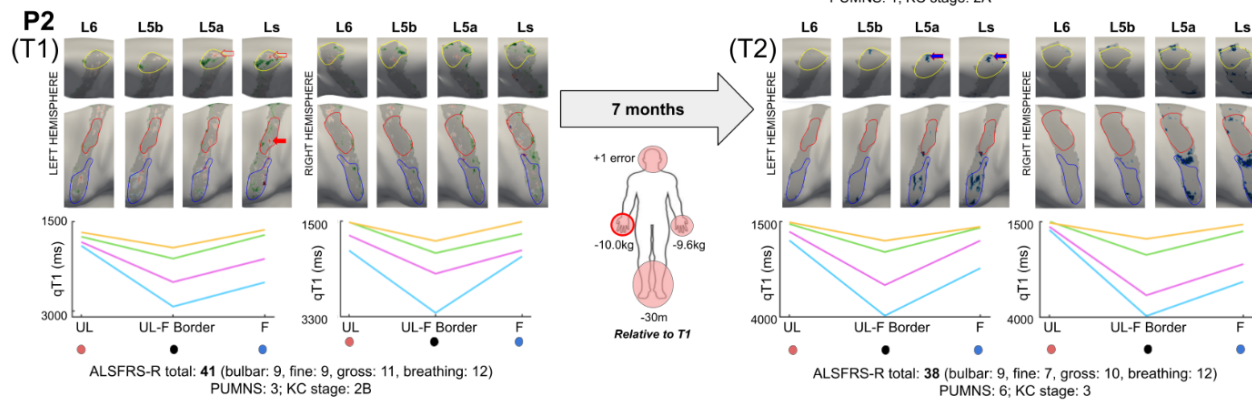 PUMNS: 4; KC stage: 2A
P2
(T1)
L6 L5b L5a Ls L6 L5b L5a Ls
LEFT HEMISPHERE
RIGHT HEMISPHERE
1500
qT1 (ms)
3000
UL UL-F Border F
1500
qT1 (ms)
3300
UL UL-F Border F
ALSFRS-R total: 41 (bulbar: 9, fine: 9, gross: 11, breathing: 12)
PUMNS: 3; KC stage: 2B
7 months
+1 error
-10.0kg -9.6kg
-30m
Relative to T1
(T2)
L6 L5b L5a Ls L6 L5b L5a Ls
LEFT HEMISPHERE
RIGHT HEMISPHERE
1500
qT1 (ms)
4000
UL UL-F Border F
1500
qT1 (ms)
4000
UL UL-F Border F
ALSFRS-R total: 38 (bulbar: 9, fine: 7, gross: 10, breathing: 12)
PUMNS: 6; KC stage: 3